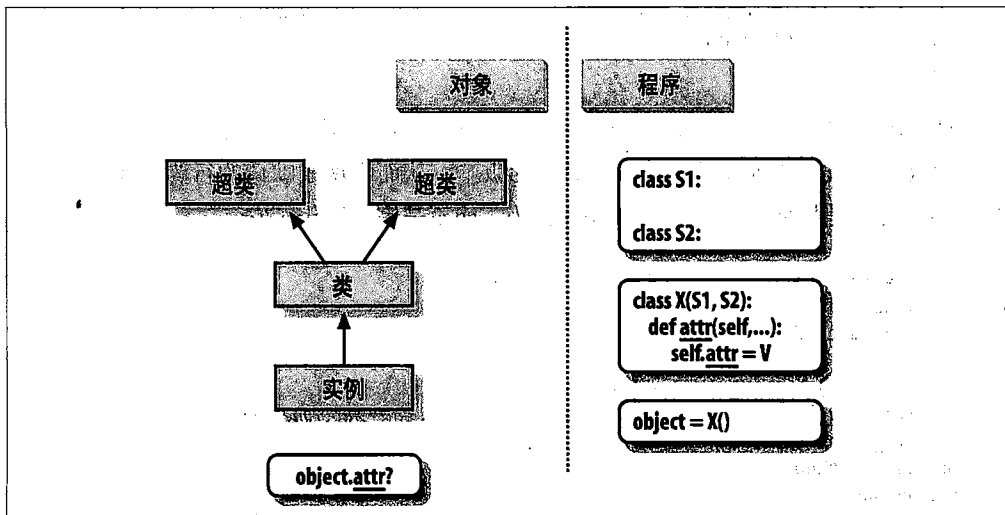 对象
程序
超类
超类
类
实例
object.attr?
class S1:
class S2:
class X(S1, S2):
def attr(self,...):
self.attr = V
object = X()